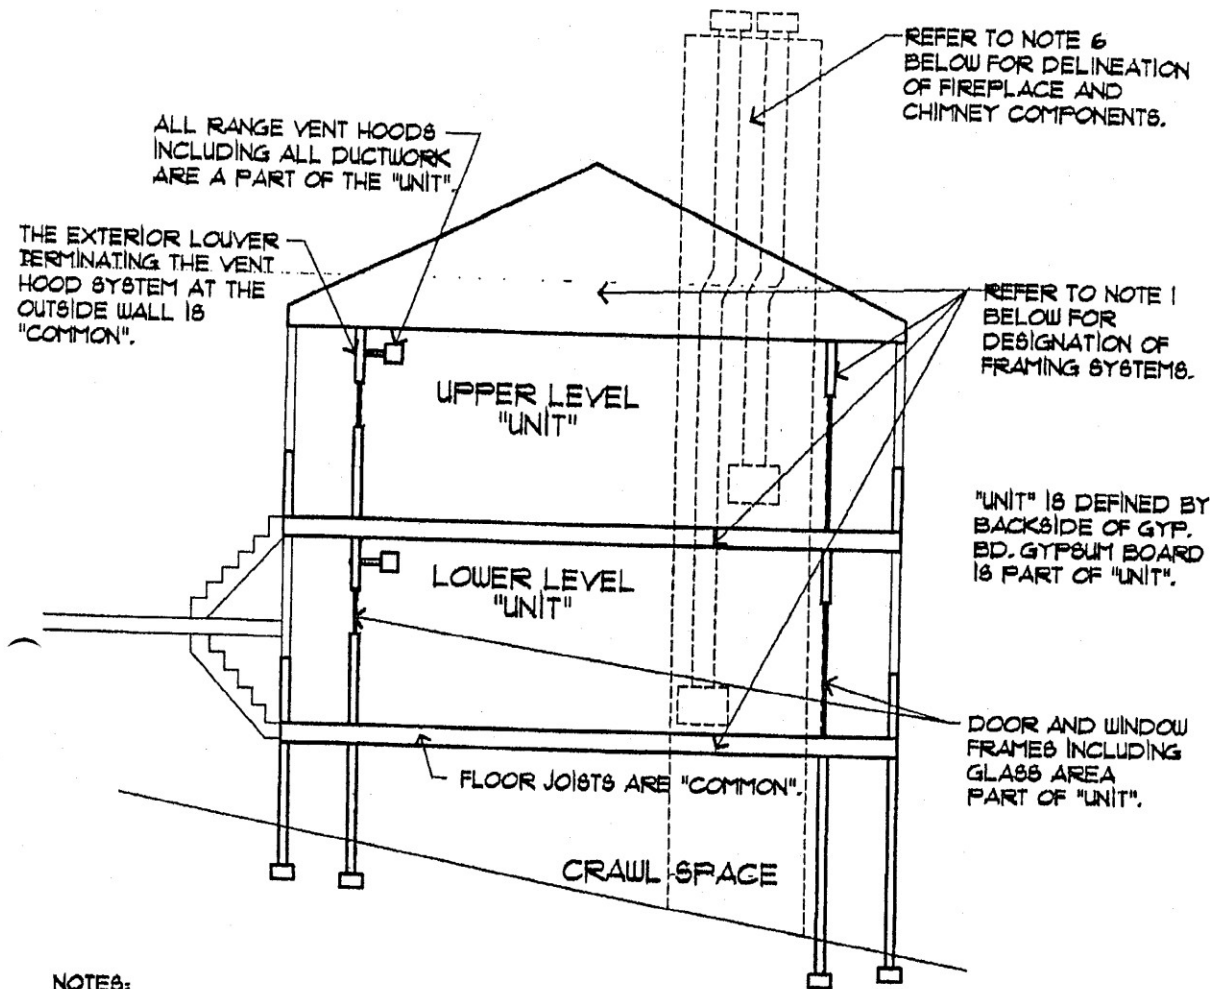 REFER TO NOTE 6
BELOW FOR DELINEATION
OF FIREPLACE AND
CHIMNEY COMPONENTS.
ALL RANGE VENT HOODS
INCLUDING ALL DUCTWORK
ARE A PART OF THE "UNIT".
THE EXTERIOR LOUVER
TERMINATING THE VENT
HOOD SYSTEM AT THE
OUTSIDE WALL IS
"COMMON".
REFER TO NOTE 1
BELOW FOR
DESIGNATION OF
FRAMING SYSTEMS.
UPPER LEVEL
"UNIT"
"UNIT" IS DEFINED BY
BACKSIDE OF GYP.
BD. GYPSUM BOARD
IS PART OF "UNIT".
LOWER LEVEL
"UNIT"
DOOR AND WINDOW
FRAMES INCLUDING
GLASS AREA
PART OF "UNIT".
FLOOR JOISTS ARE "COMMON".
CRAWL SPACE
NOTES: